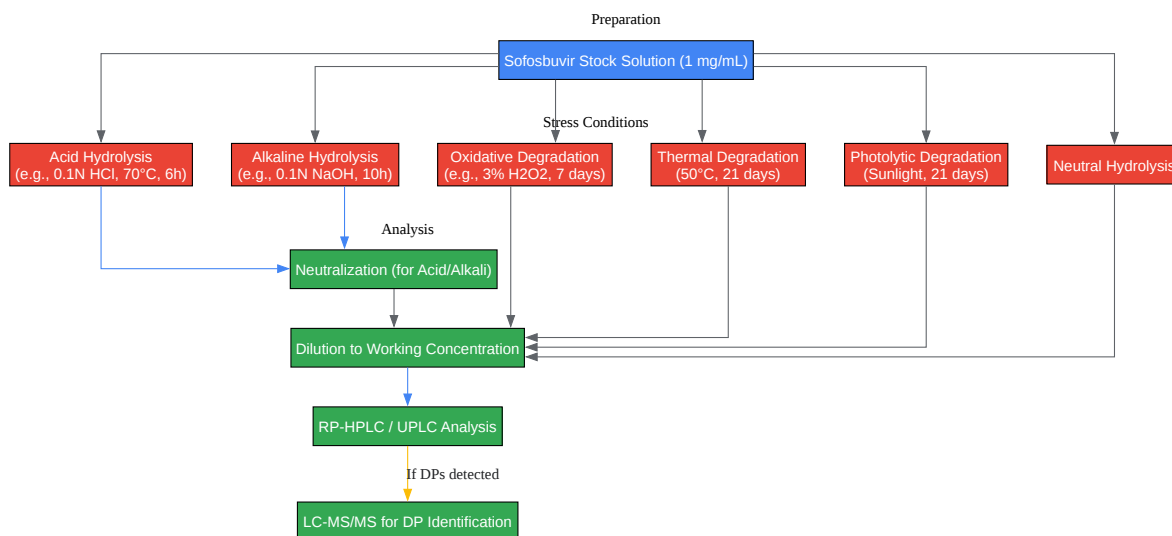 Preparation
Sofosbuvir Stock Solution (1 mg/mL)
Stress Conditions
Acid Hydrolysis
(e.g., 0.1N HCl, 70°C, 6h)
Alkaline Hydrolysis
(e.g., 0.1N NaOH, 10h)
Oxidative Degradation
(e.g., 3% H2O2, 7 days)
Thermal Degradation
(50°C, 21 days)
Photolytic Degradation
(Sunlight, 21 days)
Neutral Hydrolysis
Analysis
Neutralization (for Acid/Alkali)
Dilution to Working Concentration
RP-HPLC / UPLC Analysis
If DPs detected
LC-MS/MS for DP Identification